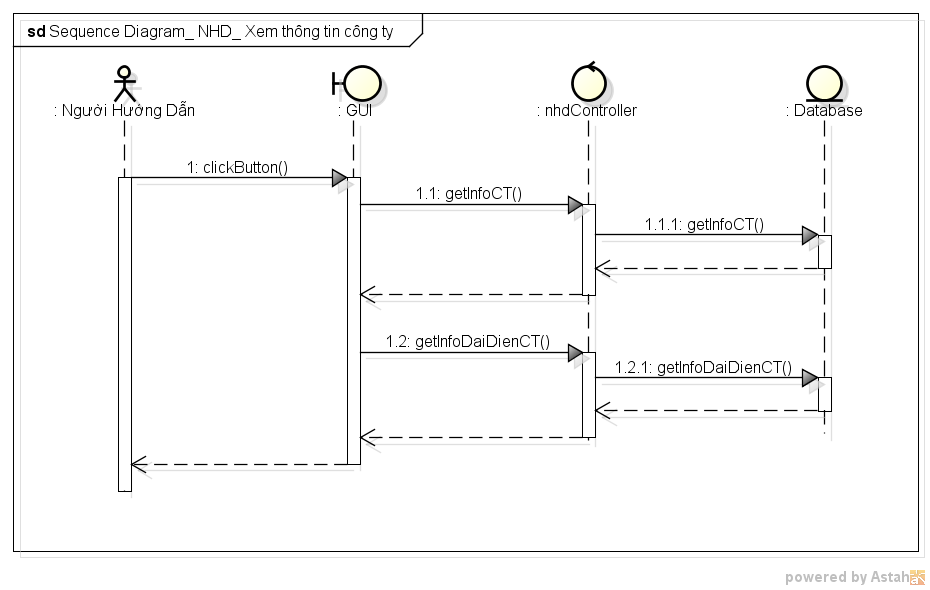 sd Sequence Diagram_ NHD_ Xem thông tin công ty
: Người Hướng Dẫn
: GUI
: nhdController
: Database
1: clickButton()
1.1: getInfoCT()
1.1.1: getInfoCT()
1.2: getInfoDaiDienCT()
1.2.1: getInfoDaiDienCT()
powered by Astah